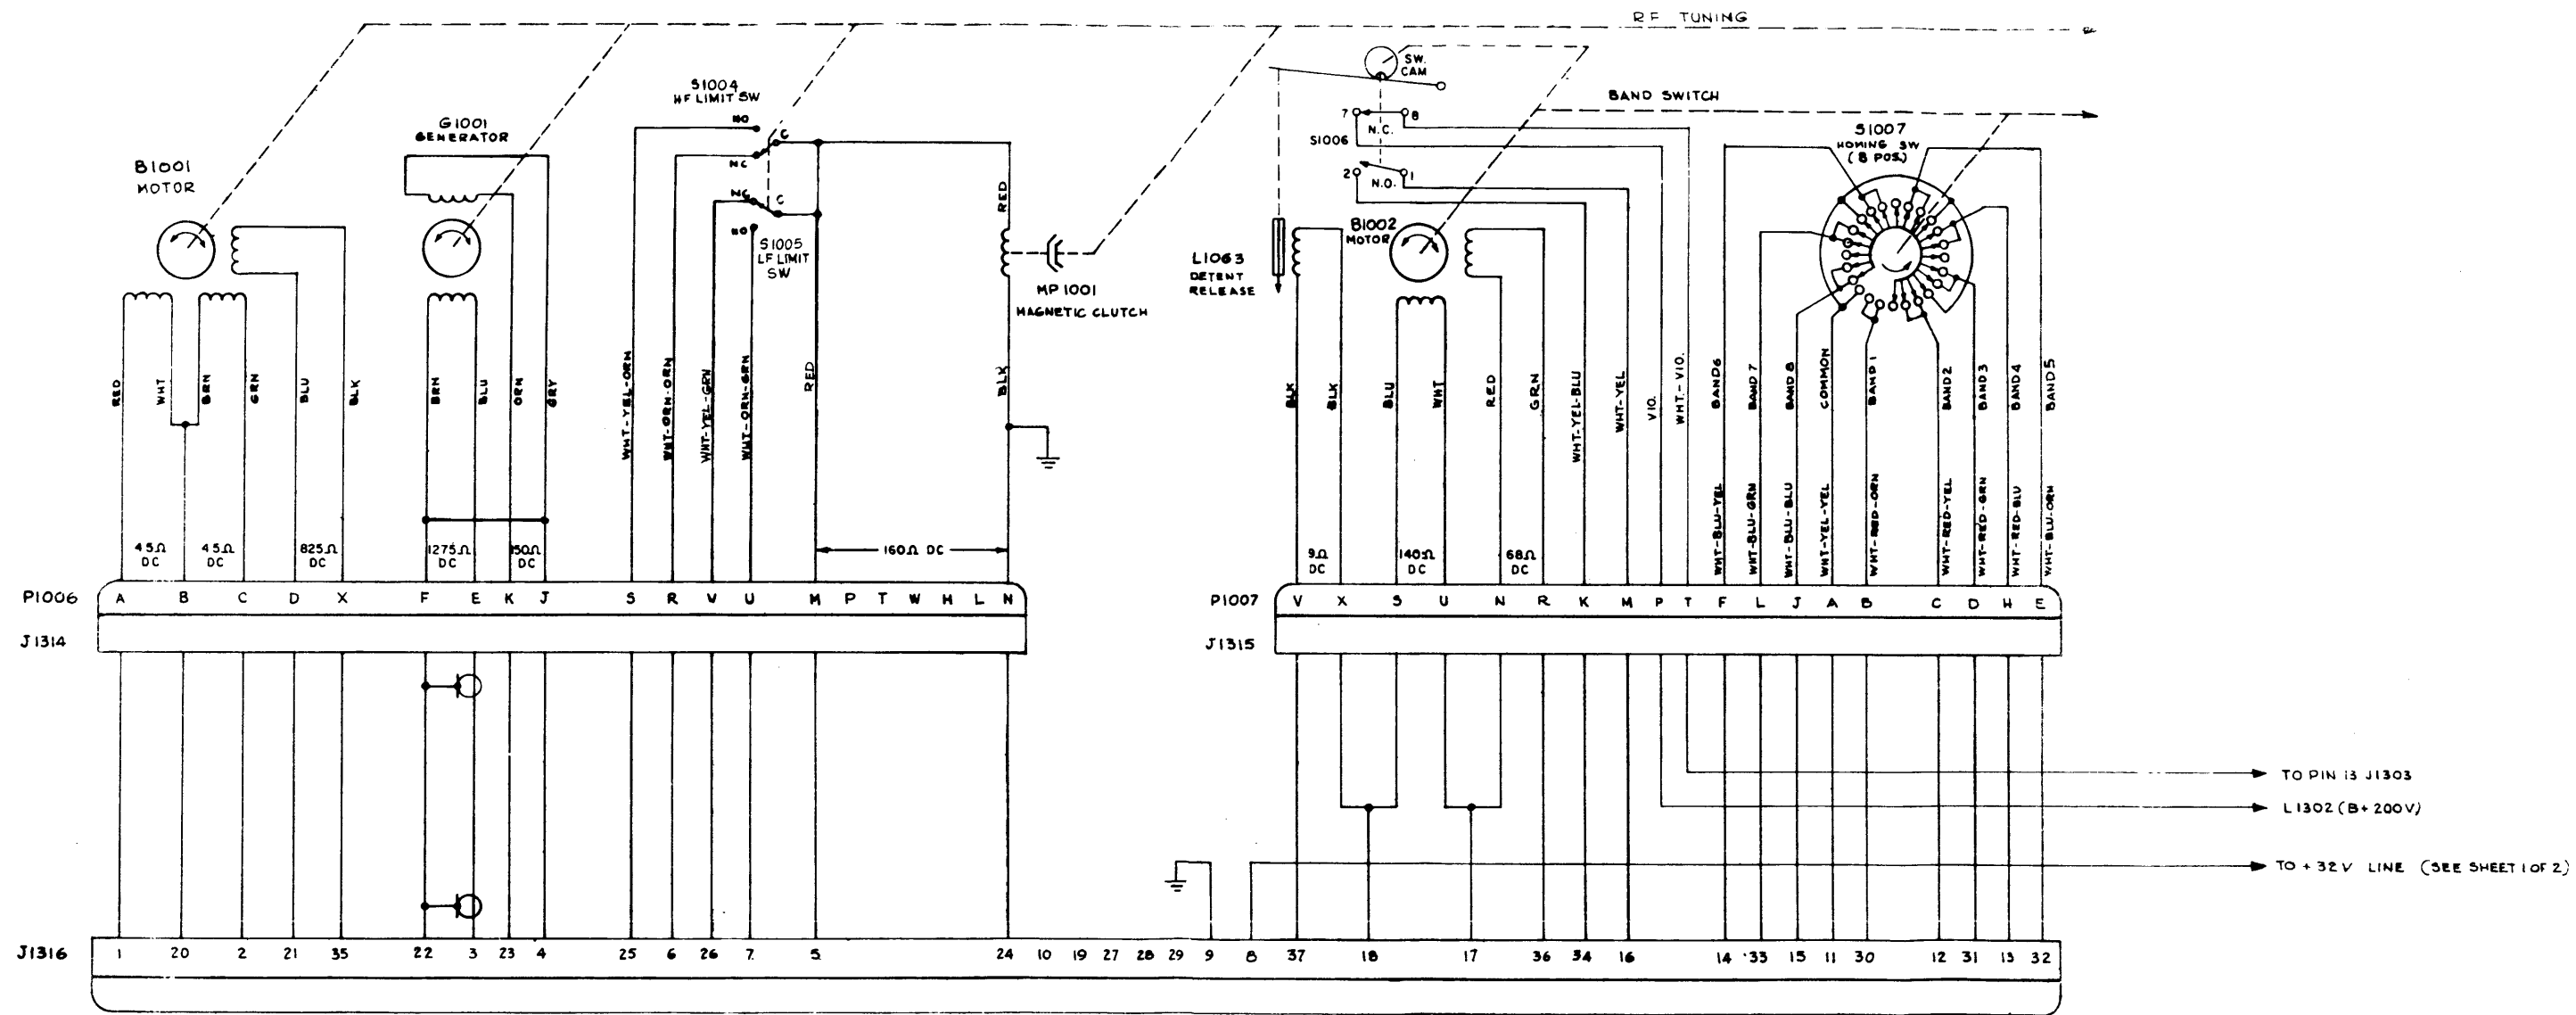 RF TUNING
SW. CAM
S1004
HF LIMIT SW
BAND SWITCH
NO
C
NC
7
8
N.C.
S1006
2
1
N.O.
S1007
HOMING SW
(8 POS.)
G1001
GENERATOR
B1001
MOTOR
NC
C
NO
S1005
LF LIMIT
SW
RED
MP1001
MAGNETIC CLUTCH
L1063
DETENT
RELEASE
B1002
MOTOR
RED
WHT
BRN
GRN
BLU
BLK
BRN
BLU
ORN
GRY
WHT-YEL-ORN
WHT-ORN-ORN
WHT-YEL-GRN
WHT-ORN-GRN
RED
BLK
BLK
BLK
BLU
WHT
RED
GRN
WHT-YEL-BLU
WHT-YEL
VIO.
WHT.-VIO.
BAND 6
BAND 7
BAND 8
COMMON
BAND 1
BAND 2
BAND 3
BAND 4
BAND 5
WHT-BLU-YEL
WHT-BLU-GRN
WHT-BLU-BLU
WHT-YEL-YEL
WHT-RED-ORN
WHT-RED-YEL
WHT-RED-GRN
WHT-RED-BLU
WHT-BLU-ORN
45Ω DC
45Ω DC
825Ω DC
1275Ω DC
150Ω DC
160Ω DC
9Ω DC
140Ω DC
68Ω DC
P1006 A B C D X F E K J S R V U M P T W H L N
J1314
P1007 V X S U N R K M P T F L J A B C D H E
J1315
TO PIN 13 J1303
L1302 (B+ 200V)
TO +32V LINE (SEE SHEET 1 OF 2)
J1316 1 20 2 21 35 22 3 23 4 25 6 26 7 5 24 10 19 27 28 29 9 8 37 18 17 36 34 16 14 33 15 11 30 12 31 13 32